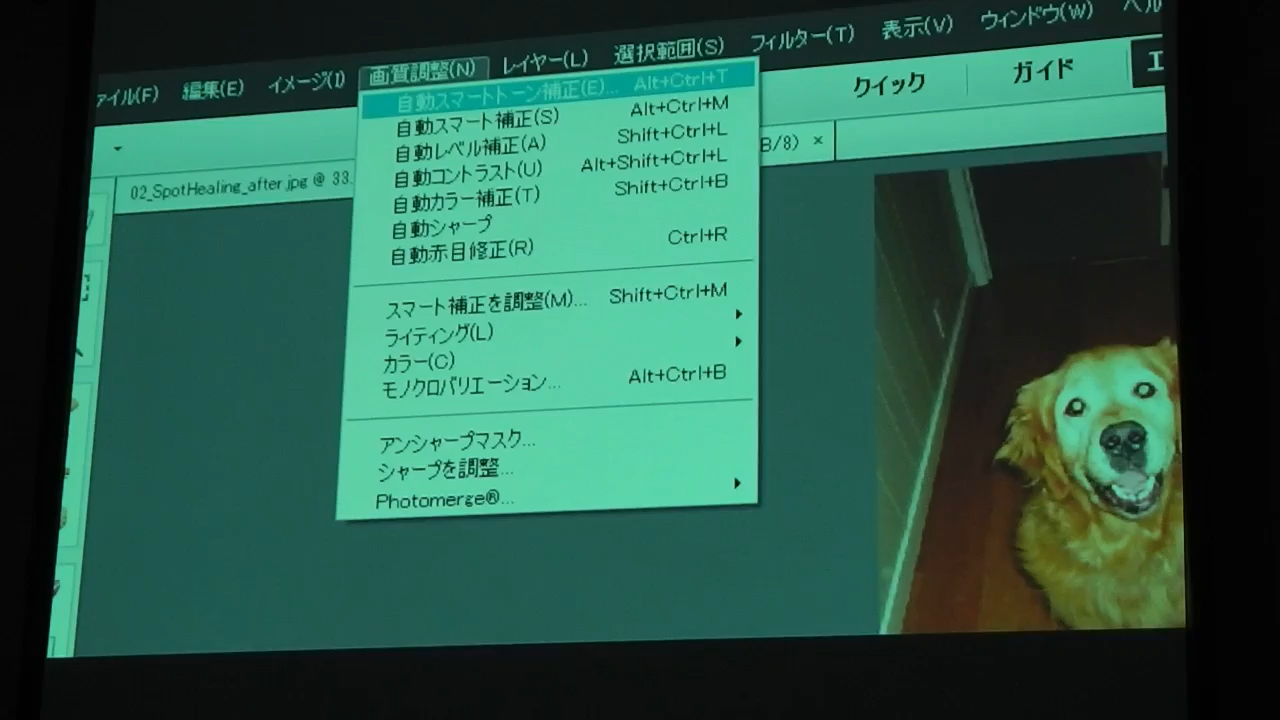 ァイル(F) 編集(E) イメージ(I) 画質調整(N) レイヤー(L) 選択範囲(S) フィルター(T) 表示(V) ウィンドウ(W) ヘル
クイック ガイド エ
02_SpotHealing_after.jpg @ 33. B/8) ×
自動スマートトーン補正(E)... Alt+Ctrl+T
自動スマート補正(S) Alt+Ctrl+M
自動レベル補正(A) Shift+Ctrl+L
自動コントラスト(U) Alt+Shift+Ctrl+L
自動カラー補正(T) Shift+Ctrl+B
自動シャープ
自動赤目修正(R) Ctrl+R
スマート補正を調整(M)... Shift+Ctrl+M
ライティング(L)
カラー(C)
モノクロバリエーション... Alt+Ctrl+B
アンシャープマスク...
シャープを調整...
Photomerge®...